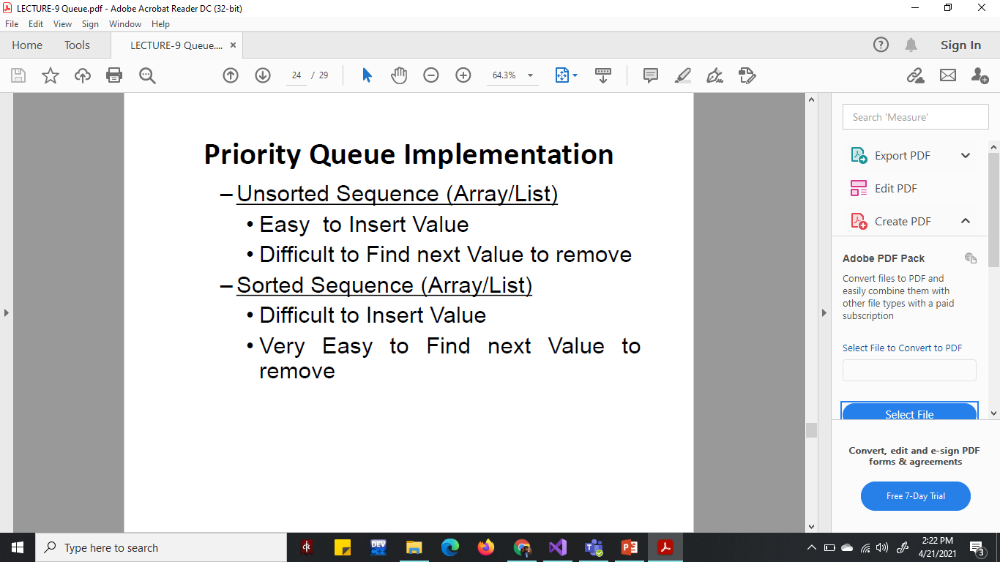 LECTURE-9 Queue.pdf - Adobe Acrobat Reader DC (32-bit)
File Edit View Sign Window Help
Home Tools LECTURE-9 Queue.... × Sign In
24 / 29 64.3%
Priority Queue Implementation
– Unsorted Sequence (Array/List)
• Easy to Insert Value
• Difficult to Find next Value to remove
– Sorted Sequence (Array/List)
• Difficult to Insert Value
• Very Easy to Find next Value to
remove
Search 'Measure'
Export PDF
Edit PDF
Create PDF
Adobe PDF Pack
Convert files to PDF and
easily combine them with
other file types with a paid
subscription
Select File to Convert to PDF
Select File
Convert, edit and e-sign PDF
forms & agreements
Free 7-Day Trial
Type here to search
DEV
2:22 PM
4/21/2021
3